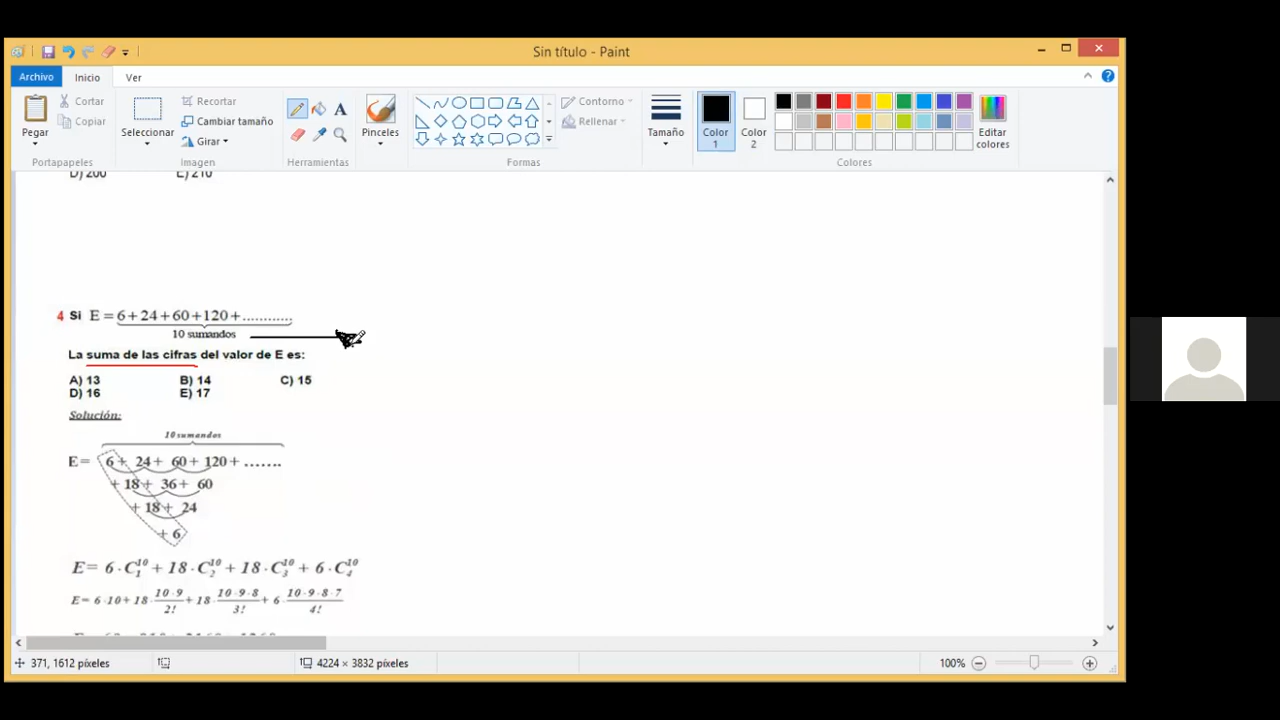 Sin título - Paint
Archivo Inicio Ver
Pegar
Cortar
Copiar
Portapapeles
Seleccionar
Recortar
Cambiar tamaño
Girar
Imagen
A
Herramientas
Pinceles
Contorno
Rellenar
Formas
Tamaño
Color 1
Color 2
Editar colores
Colores
D) 200 E) 210
4 Si E = 6 + 24 + 60 + 120 + ............
10 sumandos
La suma de las cifras del valor de E es:
A) 13 B) 14 C) 15
D) 16 E) 17
Solución:
10 sumandos
E = 6 + 24 + 60 + 120 + .......
+ 18 + 36 + 60
+ 18 + 24
+ 6
E = 6 · C₁¹⁰ + 18 · C₂¹⁰ + 18 · C₃¹⁰ + 6 · C₄¹⁰
E = 6 · 10 + 18 · 10 · 9 / 2! + 18 · 10 · 9 · 8 / 3! + 6 · 10 · 9 · 8 · 7 / 4!
371, 1612 píxeles 4224 × 3832 píxeles 100%